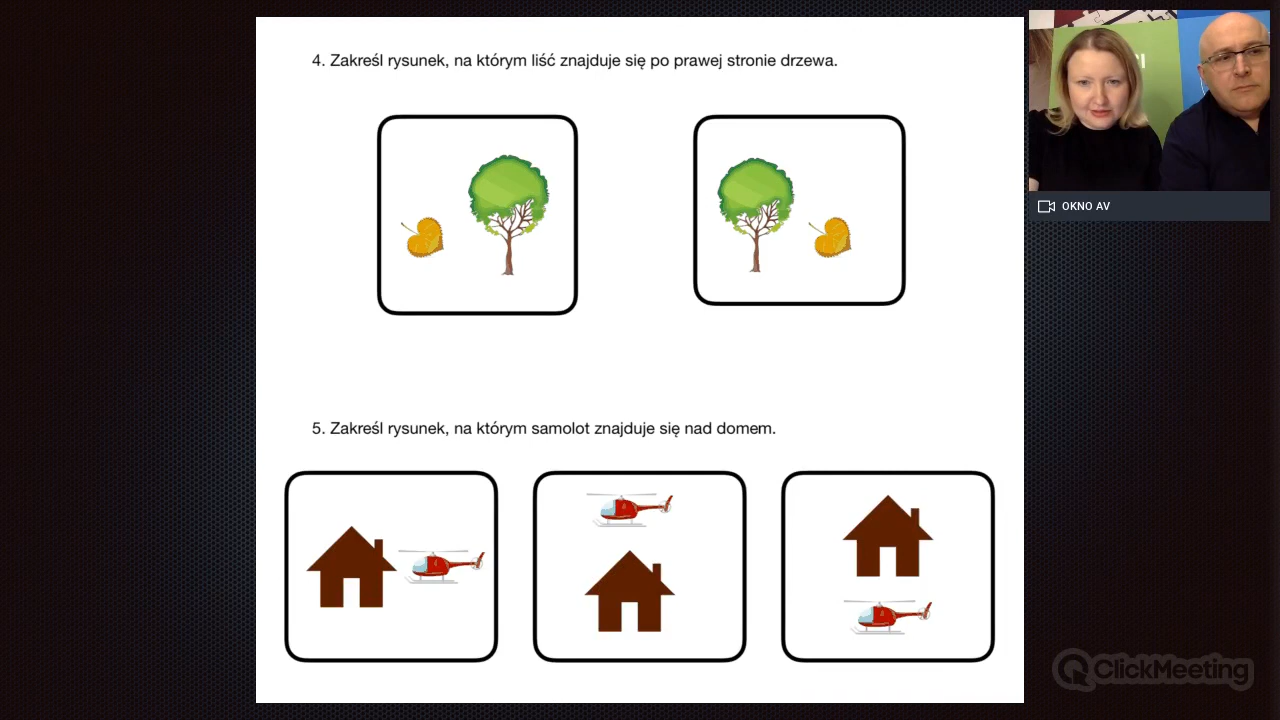 4. Zakreśl rysunek, na którym liść znajduje się po prawej stronie drzewa.
5. Zakreśl rysunek, na którym samolot znajduje się nad domem.
OKNO AV
ClickMeeting